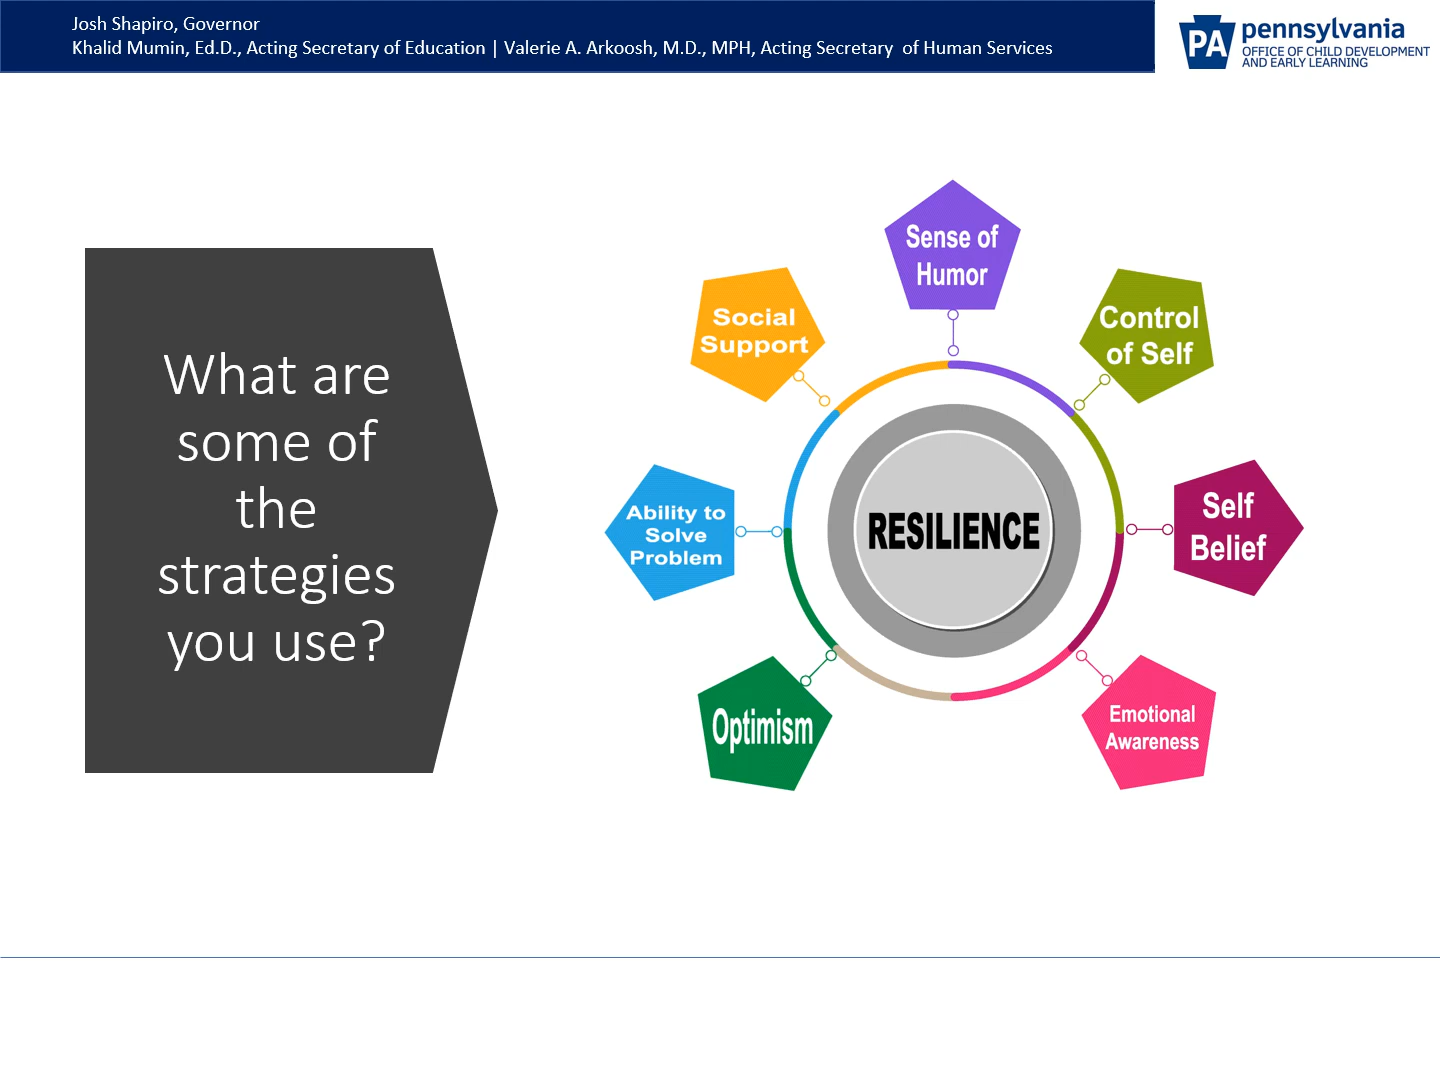 Josh Shapiro, Governor
Khalid Mumin, Ed.D., Acting Secretary of Education | Valerie A. Arkoosh, M.D., MPH, Acting Secretary  of Human Services
PA
pennsylvania
OFFICE OF CHILD DEVELOPMENT
AND EARLY LEARNING
What are
some of
the
strategies
you use?
Sense of
Humor
Social
Support
Control
of Self
Ability to
Solve
Problem
RESILIENCE
Self
Belief
Optimism
Emotional
Awareness